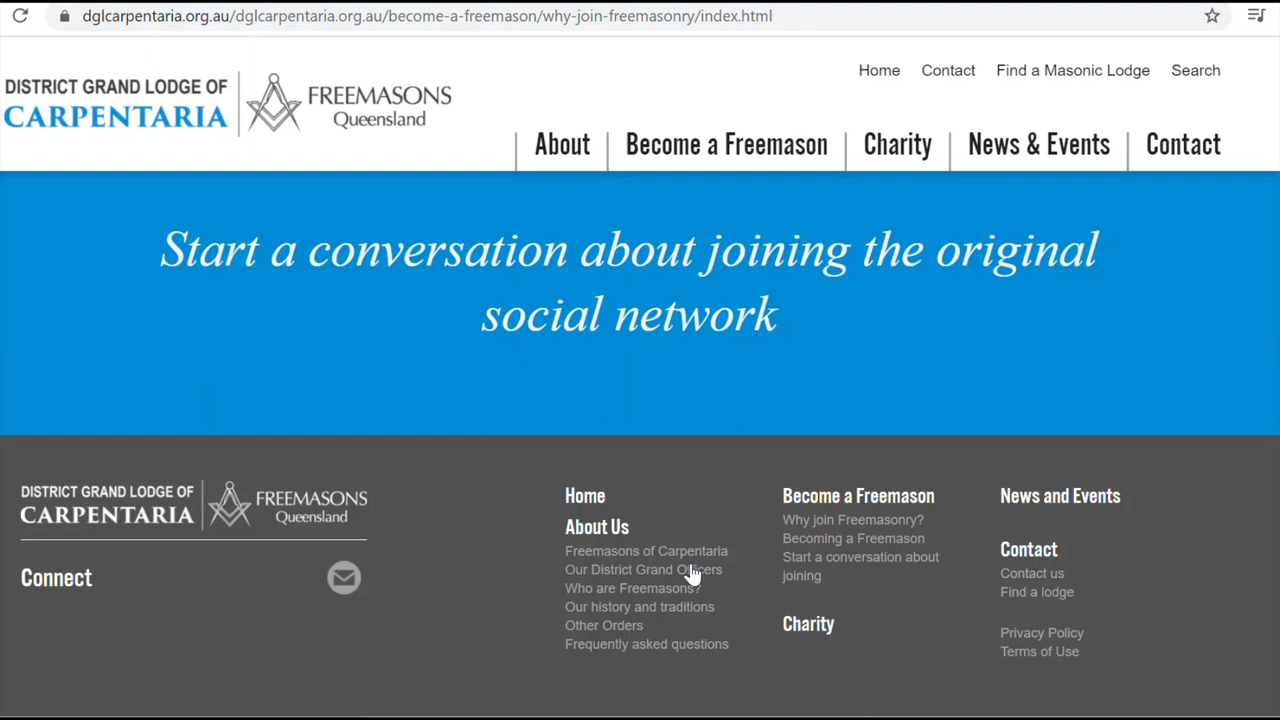 dglcarpentaria.org.au/dglcarpentaria.org.au/become-a-freemason/why-join-freemasonry/index.html
Home Contact Find a Masonic Lodge Search
DISTRICT GRAND LODGE OF
CARPENTARIA
FREEMASONS
Queensland
About Become a Freemason Charity News & Events Contact
Start a conversation about joining the original
social network
DISTRICT GRAND LODGE OF
CARPENTARIA
FREEMASONS
Queensland
Connect
Home
About Us
Freemasons of Carpentaria
Our District Grand Officers
Who are Freemasons?
Our history and traditions
Other Orders
Frequently asked questions
Become a Freemason
Why join Freemasonry?
Becoming a Freemason
Start a conversation about
joining
Charity
News and Events
Contact
Contact us
Find a lodge
Privacy Policy
Terms of Use